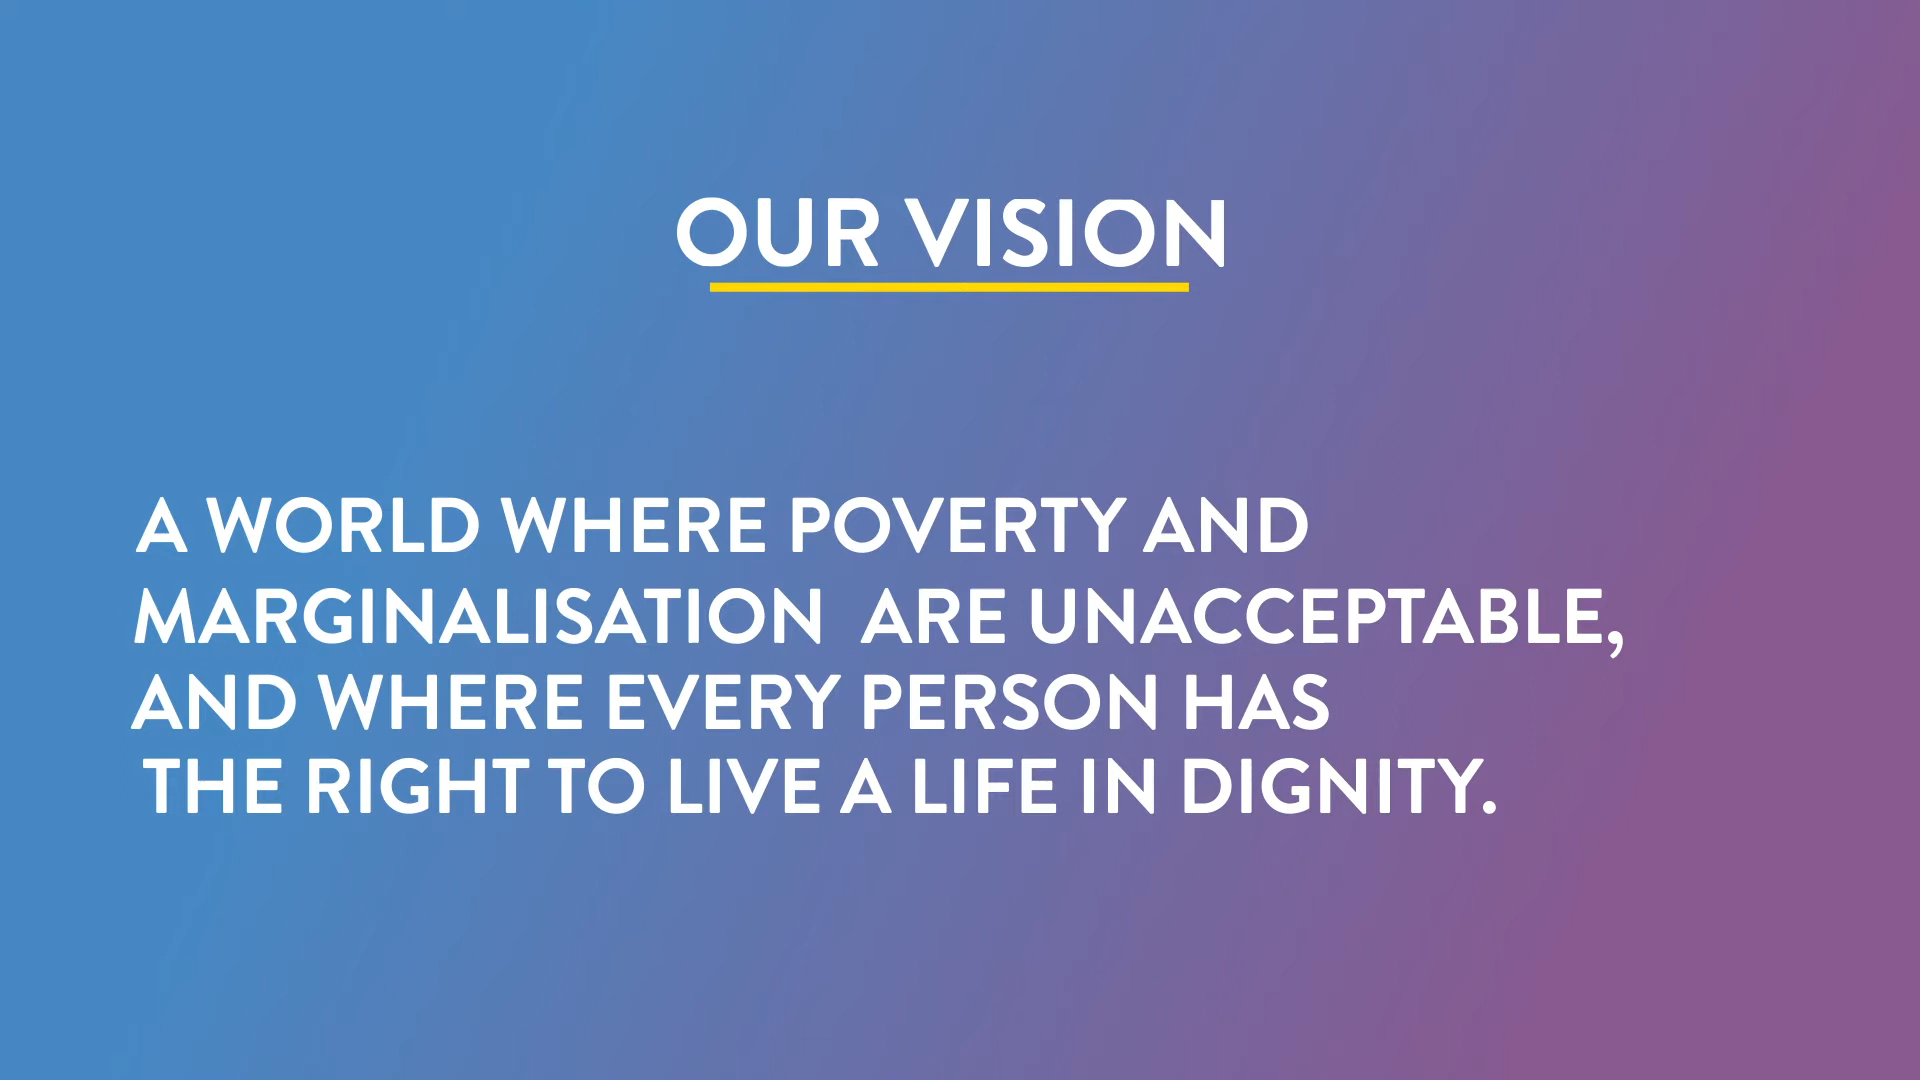 OUR VISION
A WORLD WHERE POVERTY AND
MARGINALISATION ARE UNACCEPTABLE,
AND WHERE EVERY PERSON HAS
THE RIGHT TO LIVE A LIFE IN DIGNITY.